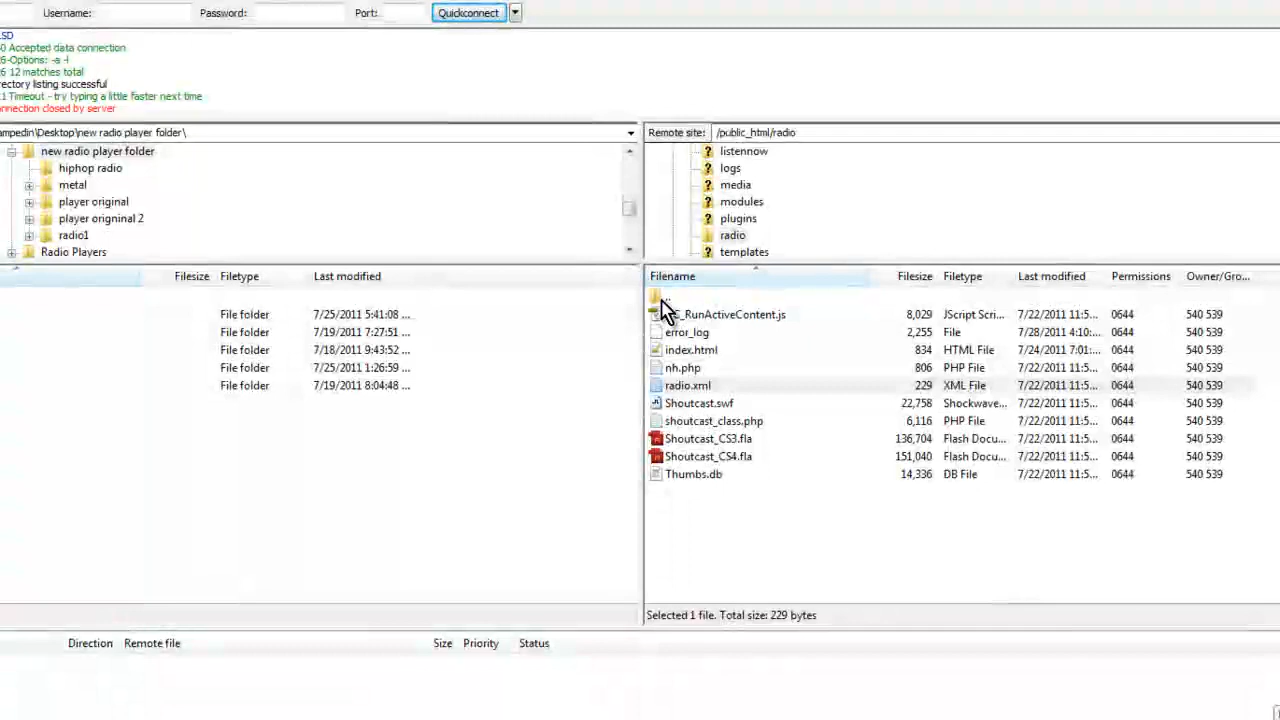 Username: Password: Port: Quickconnect
SD
0 Accepted data connection
6-Options: -a -l
6 12 matches total
rectory listing successful
1 Timeout - try typing a little faster next time
nnection closed by server
ampedin\Desktop\new radio player folder\
new radio player folder
hiphop radio
metal
player original
player origninal 2
radio1
Radio Players
Remote site: /public_html/radio
listennow
logs
media
modules
plugins
radio
templates
Filesize Filetype Last modified
File folder 7/25/2011 5:41:08 ...
File folder 7/19/2011 7:27:51 ...
File folder 7/18/2011 9:43:52 ...
File folder 7/25/2011 1:26:59 ...
File folder 7/19/2011 8:04:48 ...
Filename Filesize Filetype Last modified Permissions Owner/Gro...
..
_RunActiveContent.js 8,029 JScript Scri... 7/22/2011 11:5... 0644 540 539
error_log 2,255 File 7/28/2011 4:10:... 0644 540 539
index.html 834 HTML File 7/24/2011 7:01:... 0644 540 539
nh.php 806 PHP File 7/22/2011 11:5... 0644 540 539
radio.xml 229 XML File 7/22/2011 11:5... 0644 540 539
Shoutcast.swf 22,758 Shockwave... 7/22/2011 11:5... 0644 540 539
shoutcast_class.php 6,116 PHP File 7/22/2011 11:5... 0644 540 539
Shoutcast_CS3.fla 136,704 Flash Docu... 7/22/2011 11:5... 0644 540 539
Shoutcast_CS4.fla 151,040 Flash Docu... 7/22/2011 11:5... 0644 540 539
Thumbs.db 14,336 DB File 7/22/2011 11:5... 0644 540 539
Selected 1 file. Total size: 229 bytes
Direction Remote file Size Priority Status